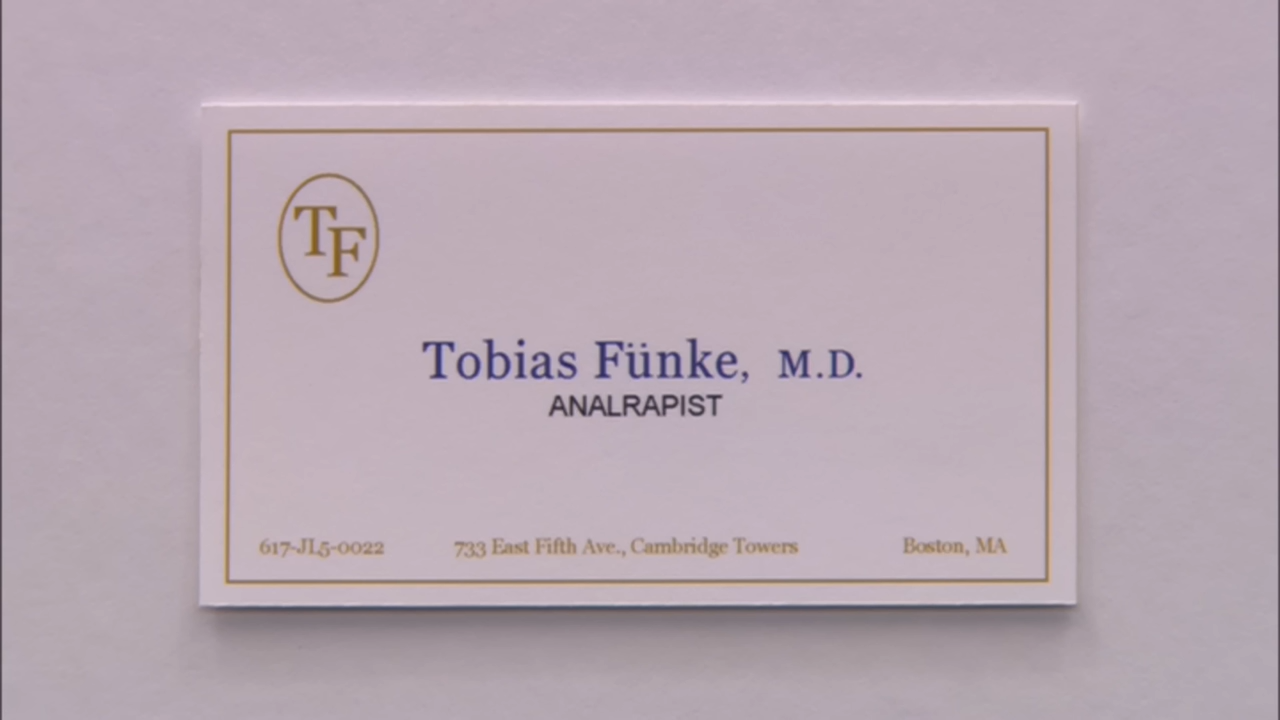 TF
Tobias Fünke, M.D.
ANALRAPIST
617-JL5-0022 733 East Fifth Ave., Cambridge Towers Boston, MA